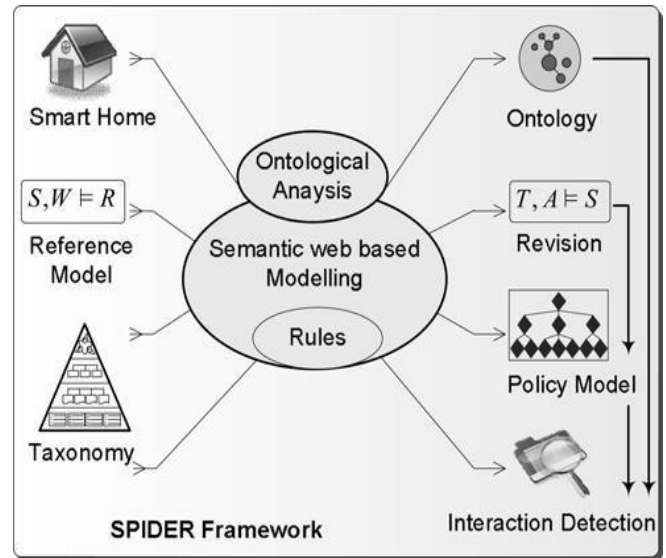 Smart Home
Ontology
Ontological
Anaysis
S,W ⊨ R
T, A ⊨ S
Reference
Model
Semantic web based
Modelling
Revision
Rules
Policy Model
Taxonomy
SPIDER Framework
Interaction Detection